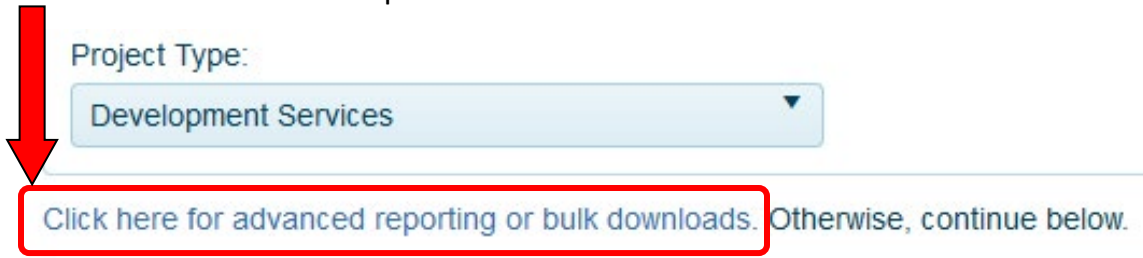 Project Type:
Development Services
Click here for advanced reporting or bulk downloads. Otherwise, continue below.